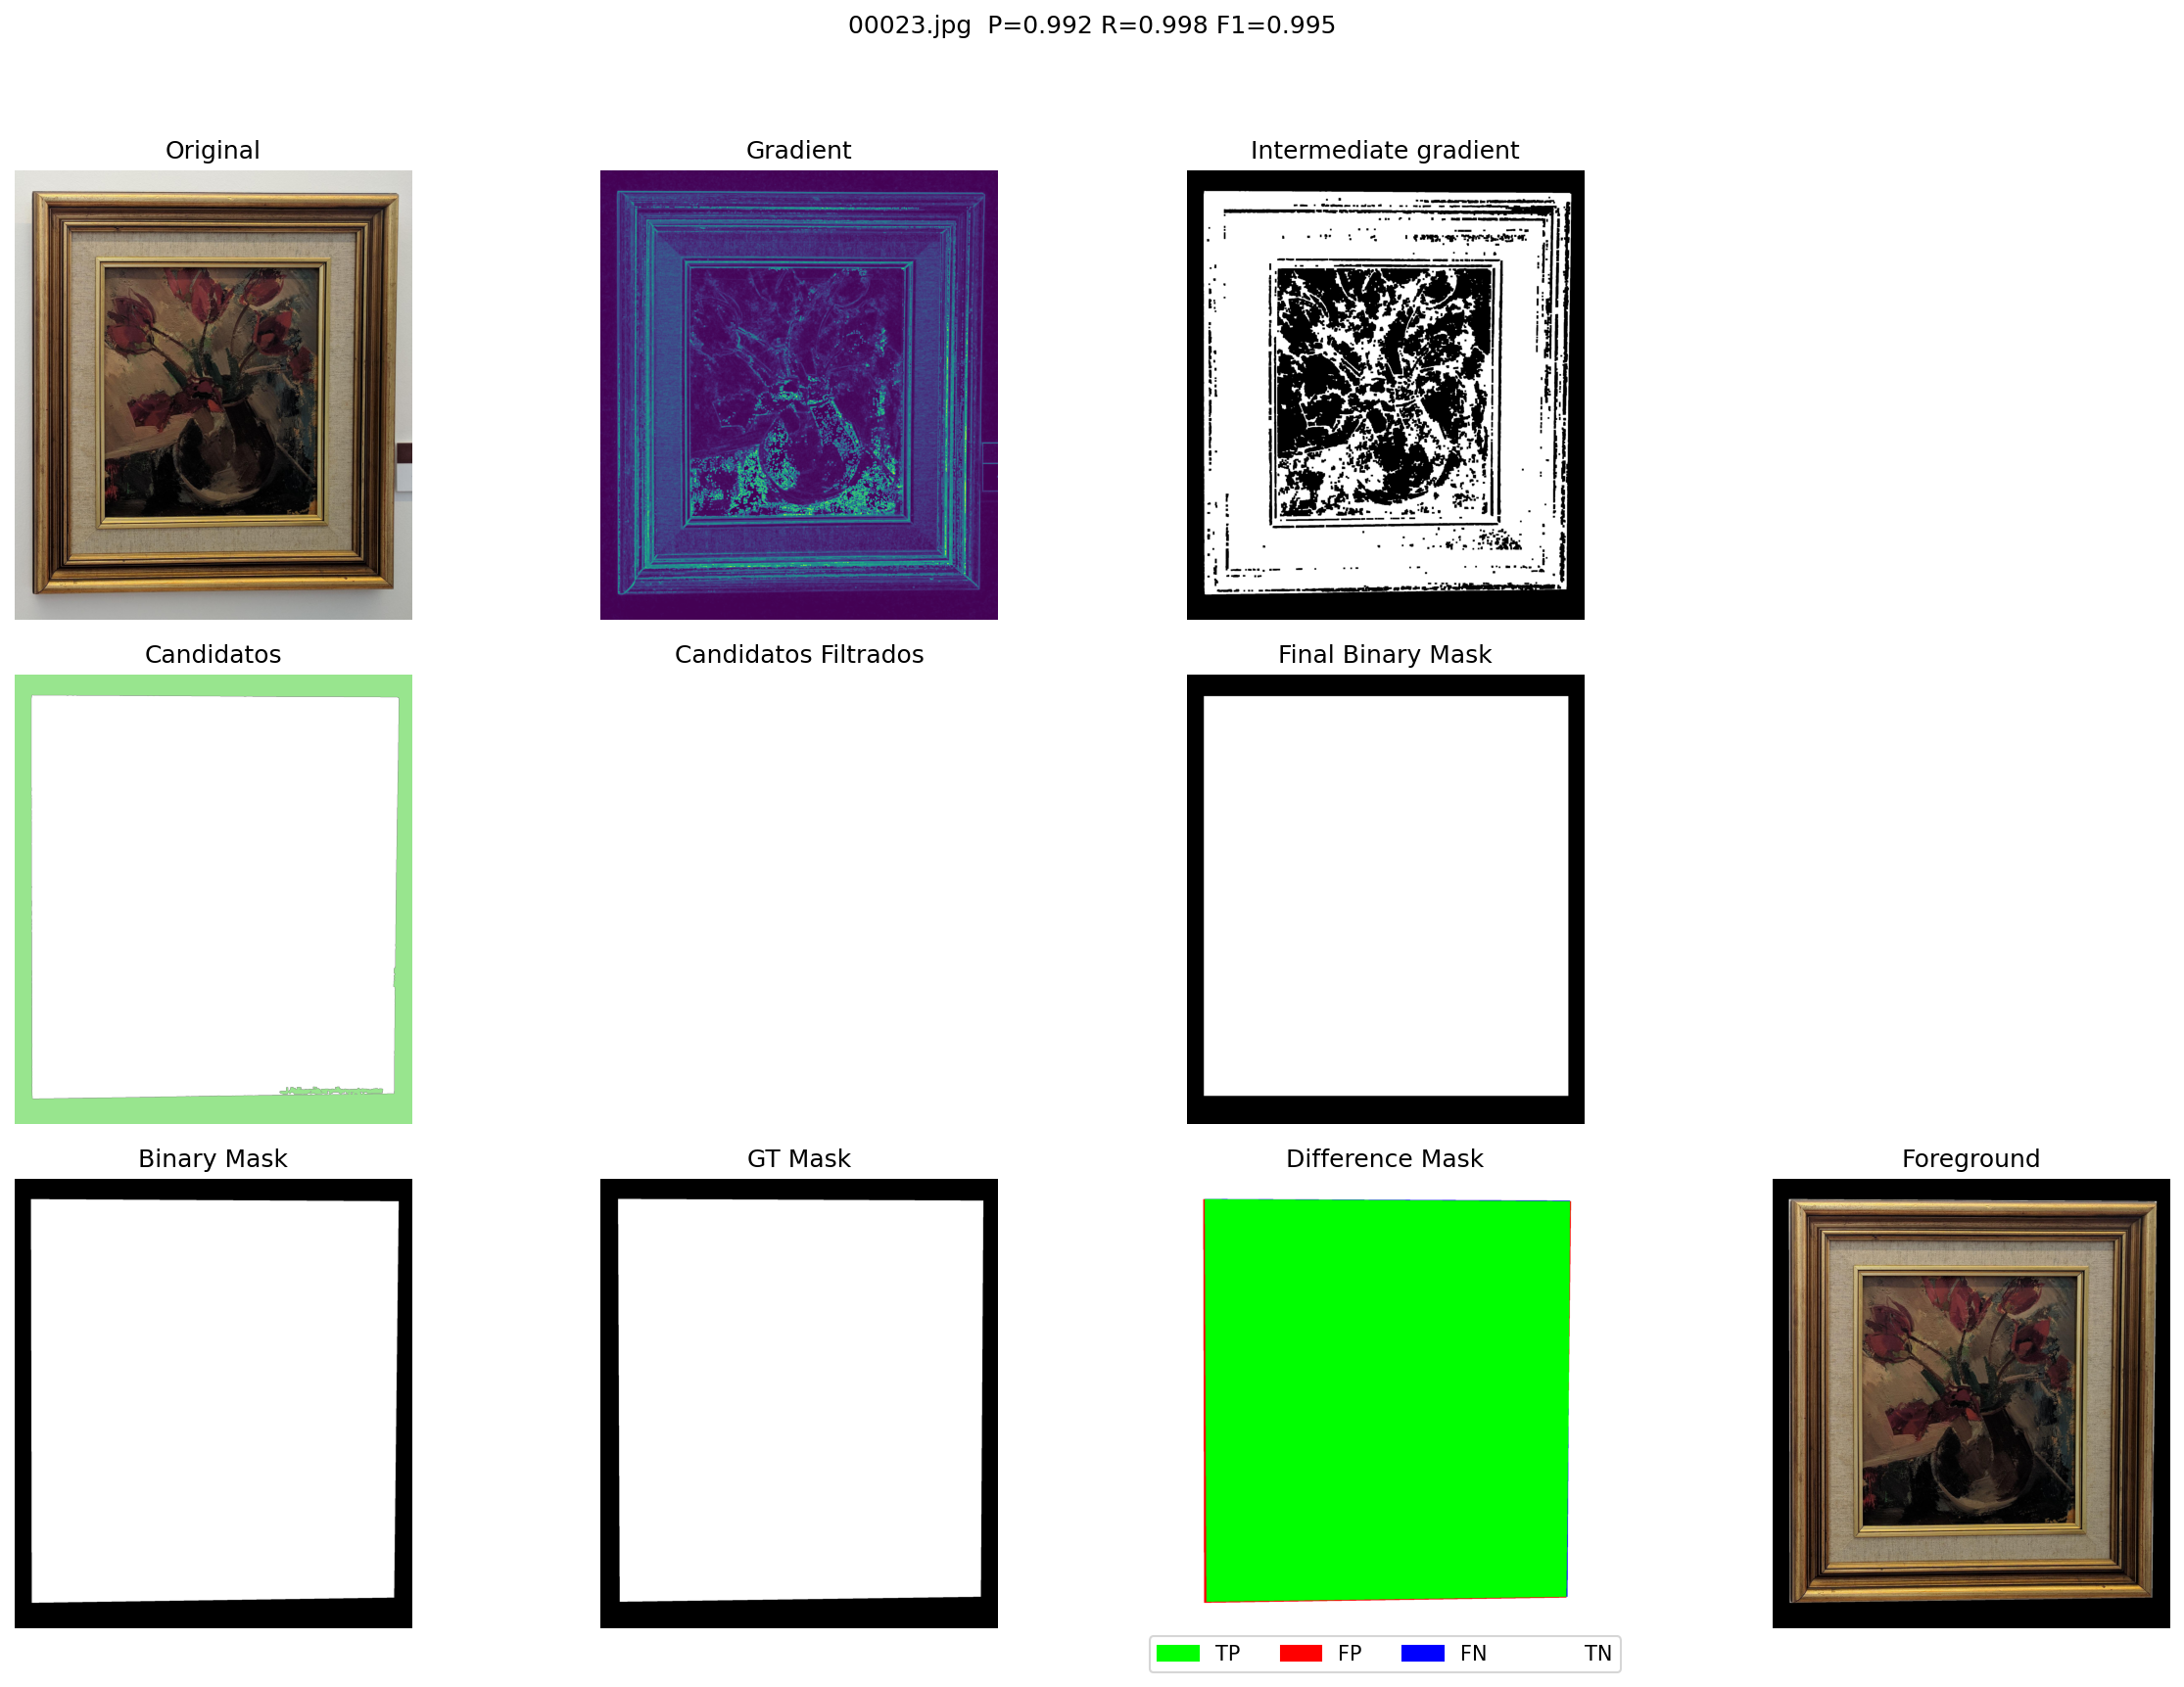 00023.jpg  P=0.992 R=0.998 F1=0.995
Original
Gradient
Intermediate gradient
Candidatos
Candidatos Filtrados
Final Binary Mask
Binary Mask
GT Mask
Difference Mask
Foreground
TP
FP
FN
TN